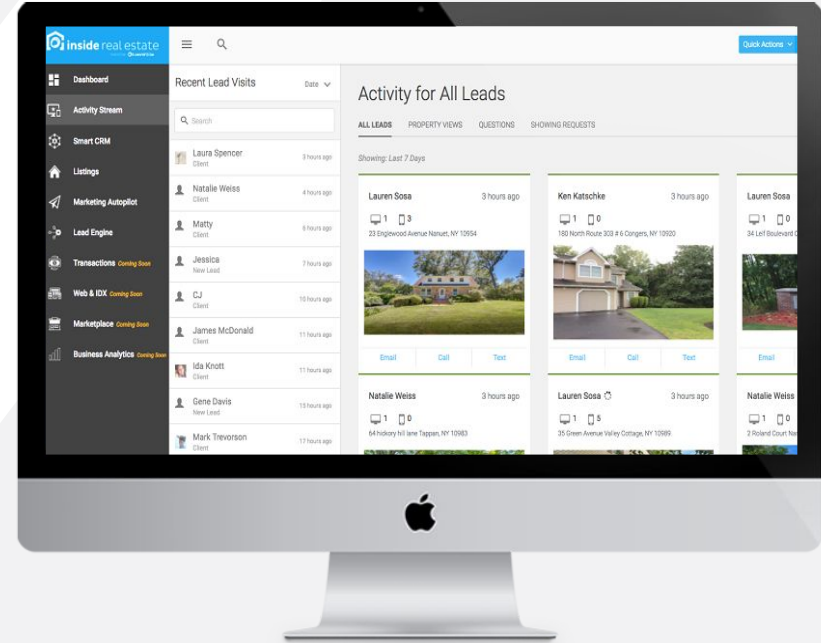 inside real estate
Quick Actions
Dashboard
Activity Stream
Smart CRM
Listings
Marketing Autopilot
Lead Engine
Transactions Coming Soon
Web & IDX Coming Soon
Marketplace Coming Soon
Business Analytics Coming Soon
Recent Lead Visits
Date
Search
Laura Spencer
3 hours ago
Client
Natalie Weiss
4 hours ago
Client
Matty
6 hours ago
Client
Jessica
7 hours ago
New Lead
CJ
10 hours ago
Client
James McDonald
11 hours ago
Client
Ida Knott
11 hours ago
Client
Gene Davis
15 hours ago
New Lead
Mark Trevorson
17 hours ago
Client
Activity for All Leads
ALL LEADS PROPERTY VIEWS QUESTIONS SHOWING REQUESTS
Showing: Last 7 Days
Lauren Sosa 3 hours ago
1 3
23 Englewood Avenue Nanuet, NY 10954
Email Call Text
Ken Katschke 3 hours ago
1 0
180 North Route 303 # 6 Congers, NY 10920
Email Call Text
Lauren Sosa
1 0
34 Leif Boulevard C
Email
Natalie Weiss 3 hours ago
1 0
64 hickory hill lane Tappan, NY 10983
Lauren Sosa 3 hours ago
1 5
35 Green Avenue Valley Cottage, NY 10989
Natalie Weiss
1 0
2 Roland Court Nan